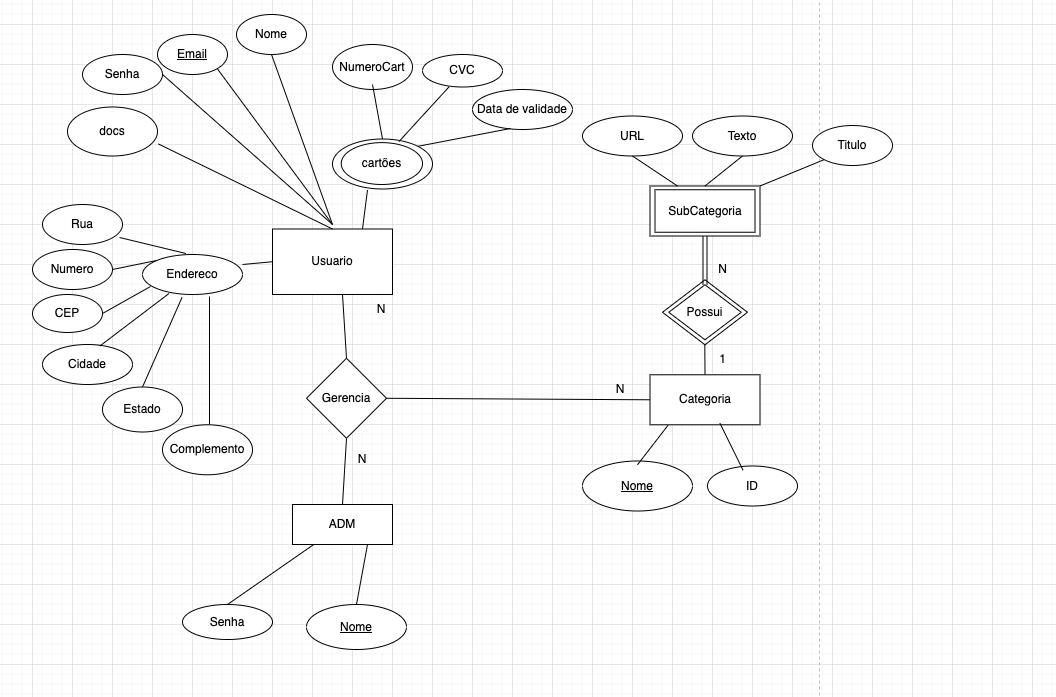 Nome
Email
Senha
NumeroCart
CVC
Data de validade
docs
URL
Texto
Titulo
cartões
SubCategoria
Rua
Usuario
Numero
Endereco
N
CEP
N
Possui
Cidade
1
Estado
Gerencia
N
Categoria
Complemento
N
Nome
ID
ADM
Senha
Nome